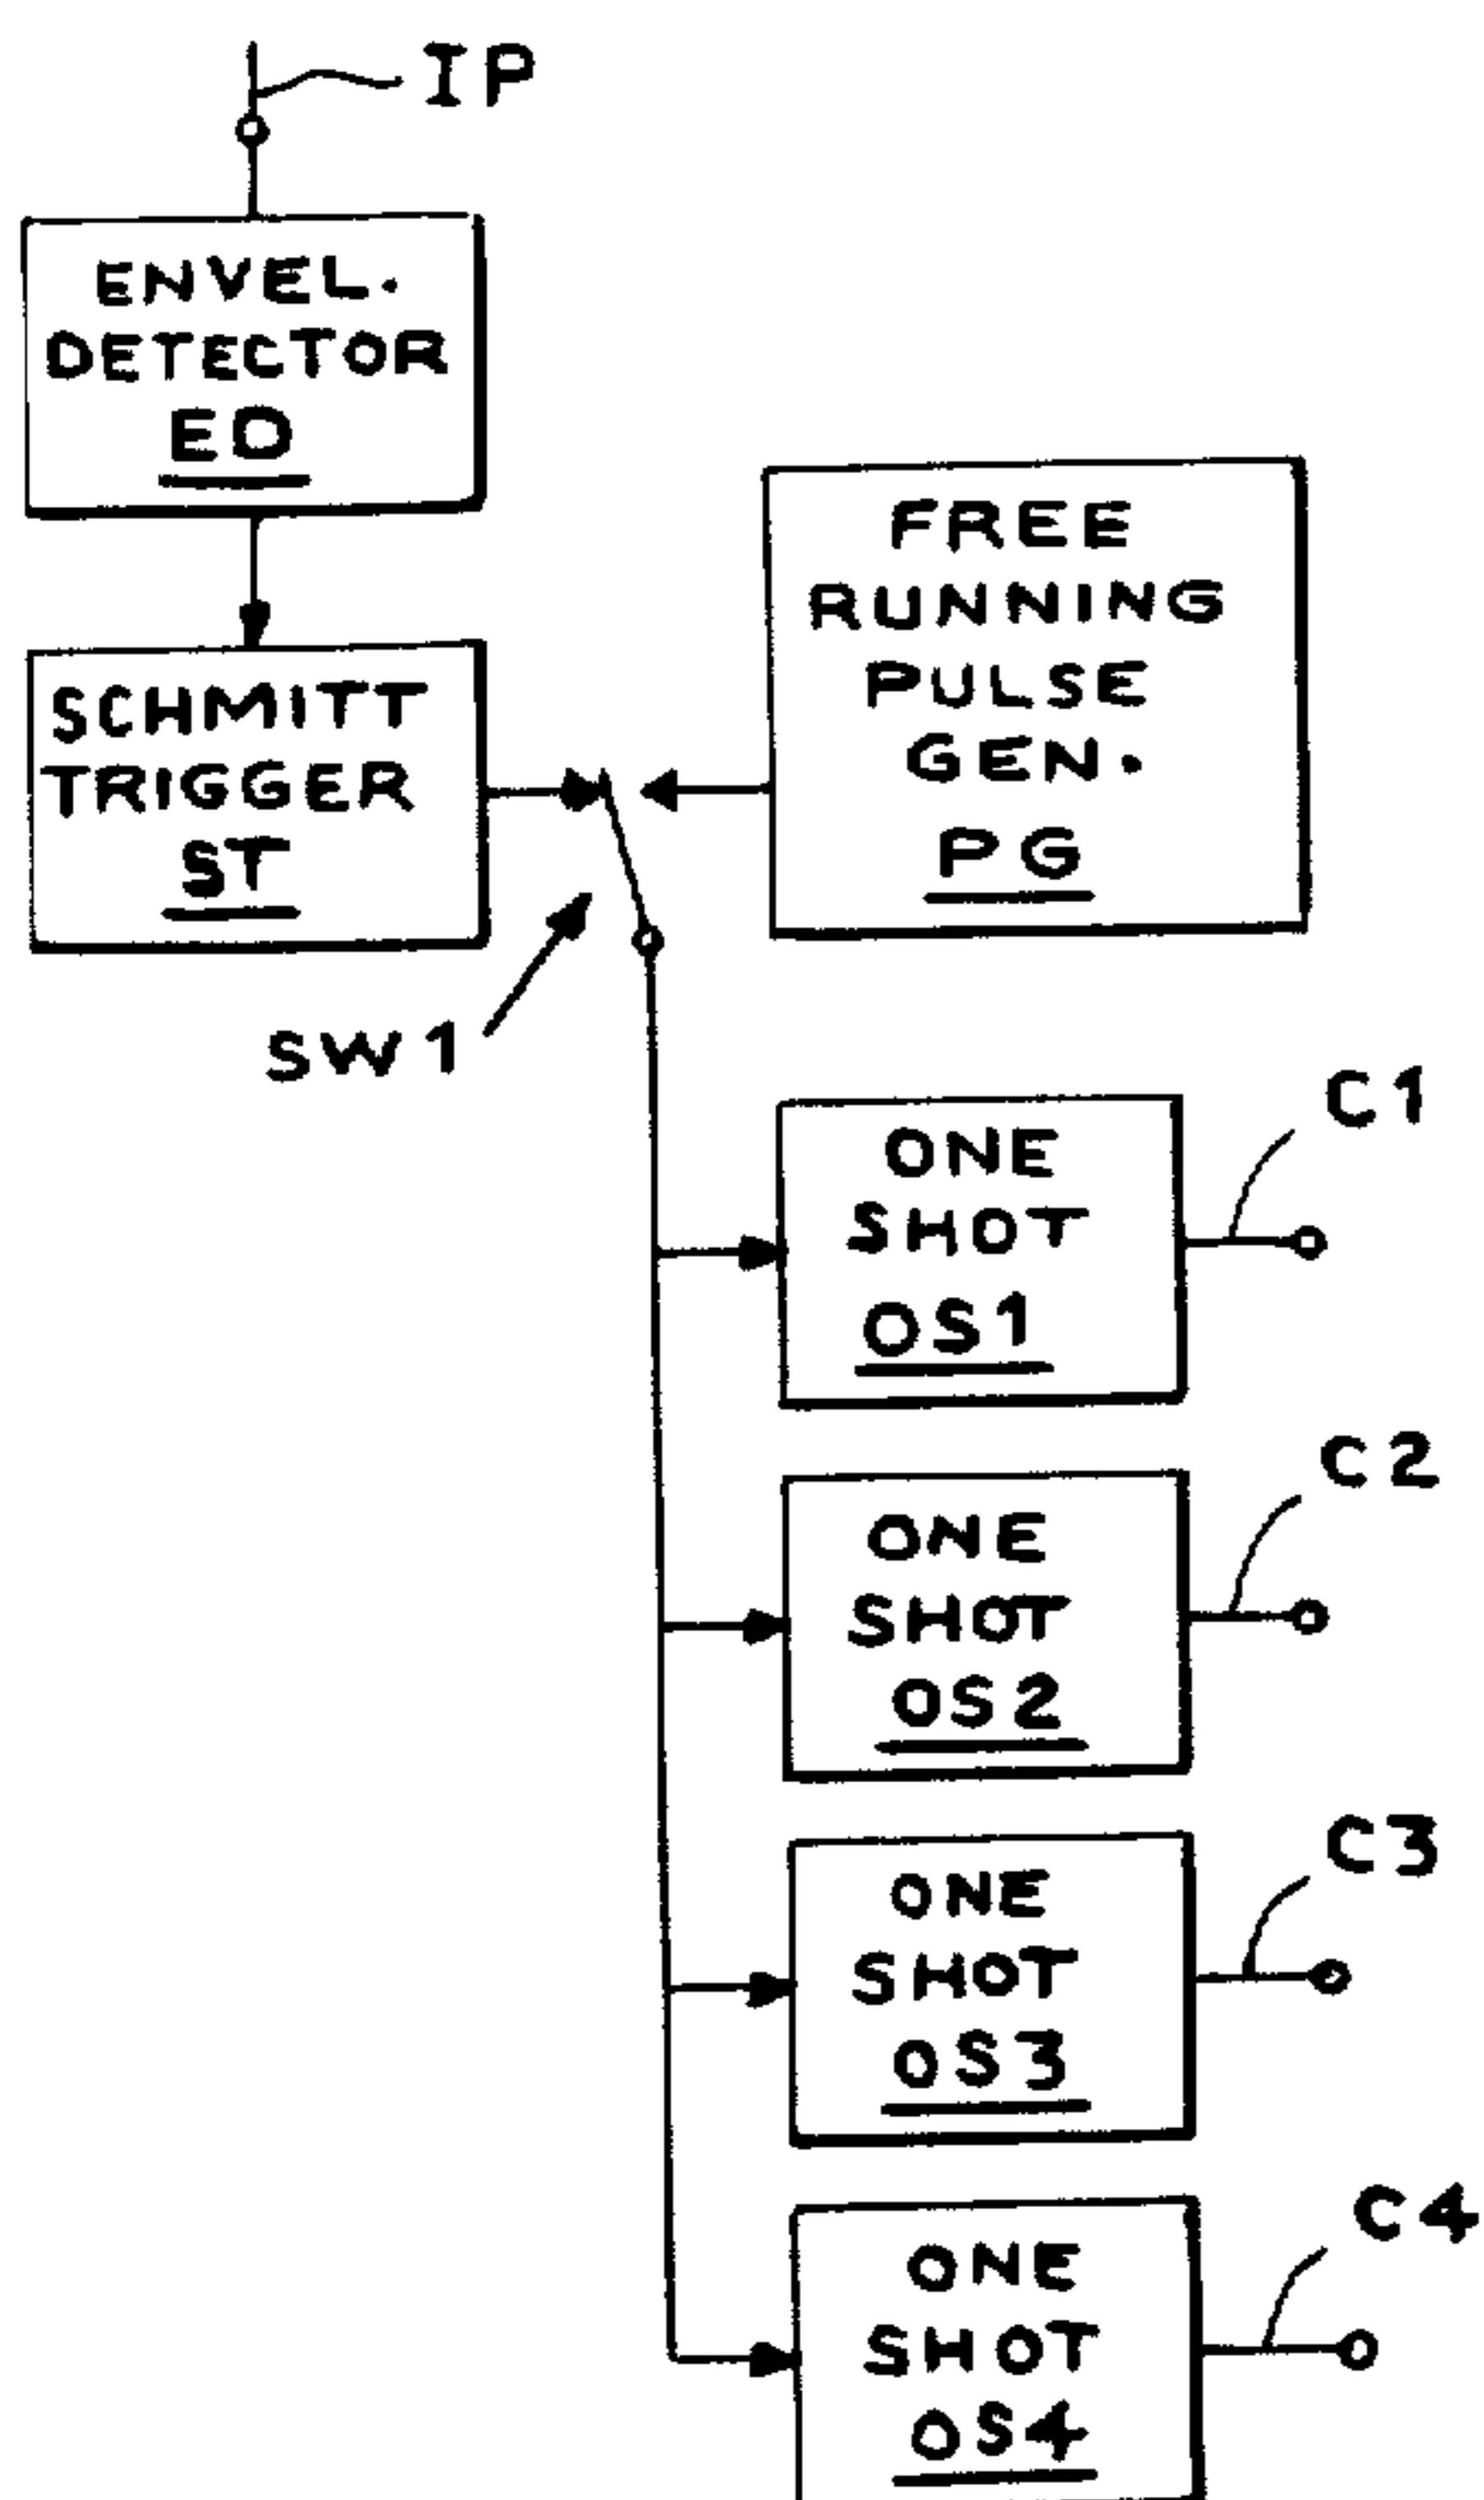 IP
ENVEL.
DETECTOR
EO
FREE
RUNNING
PULSE
GEN.
PG
SCHMITT
TRIGGER
ST
SW1
C1
ONE
SHOT
OS1
C2
ONE
SHOT
OS2
C3
ONE
SHOT
OS3
C4
ONE
SHOT
OS4